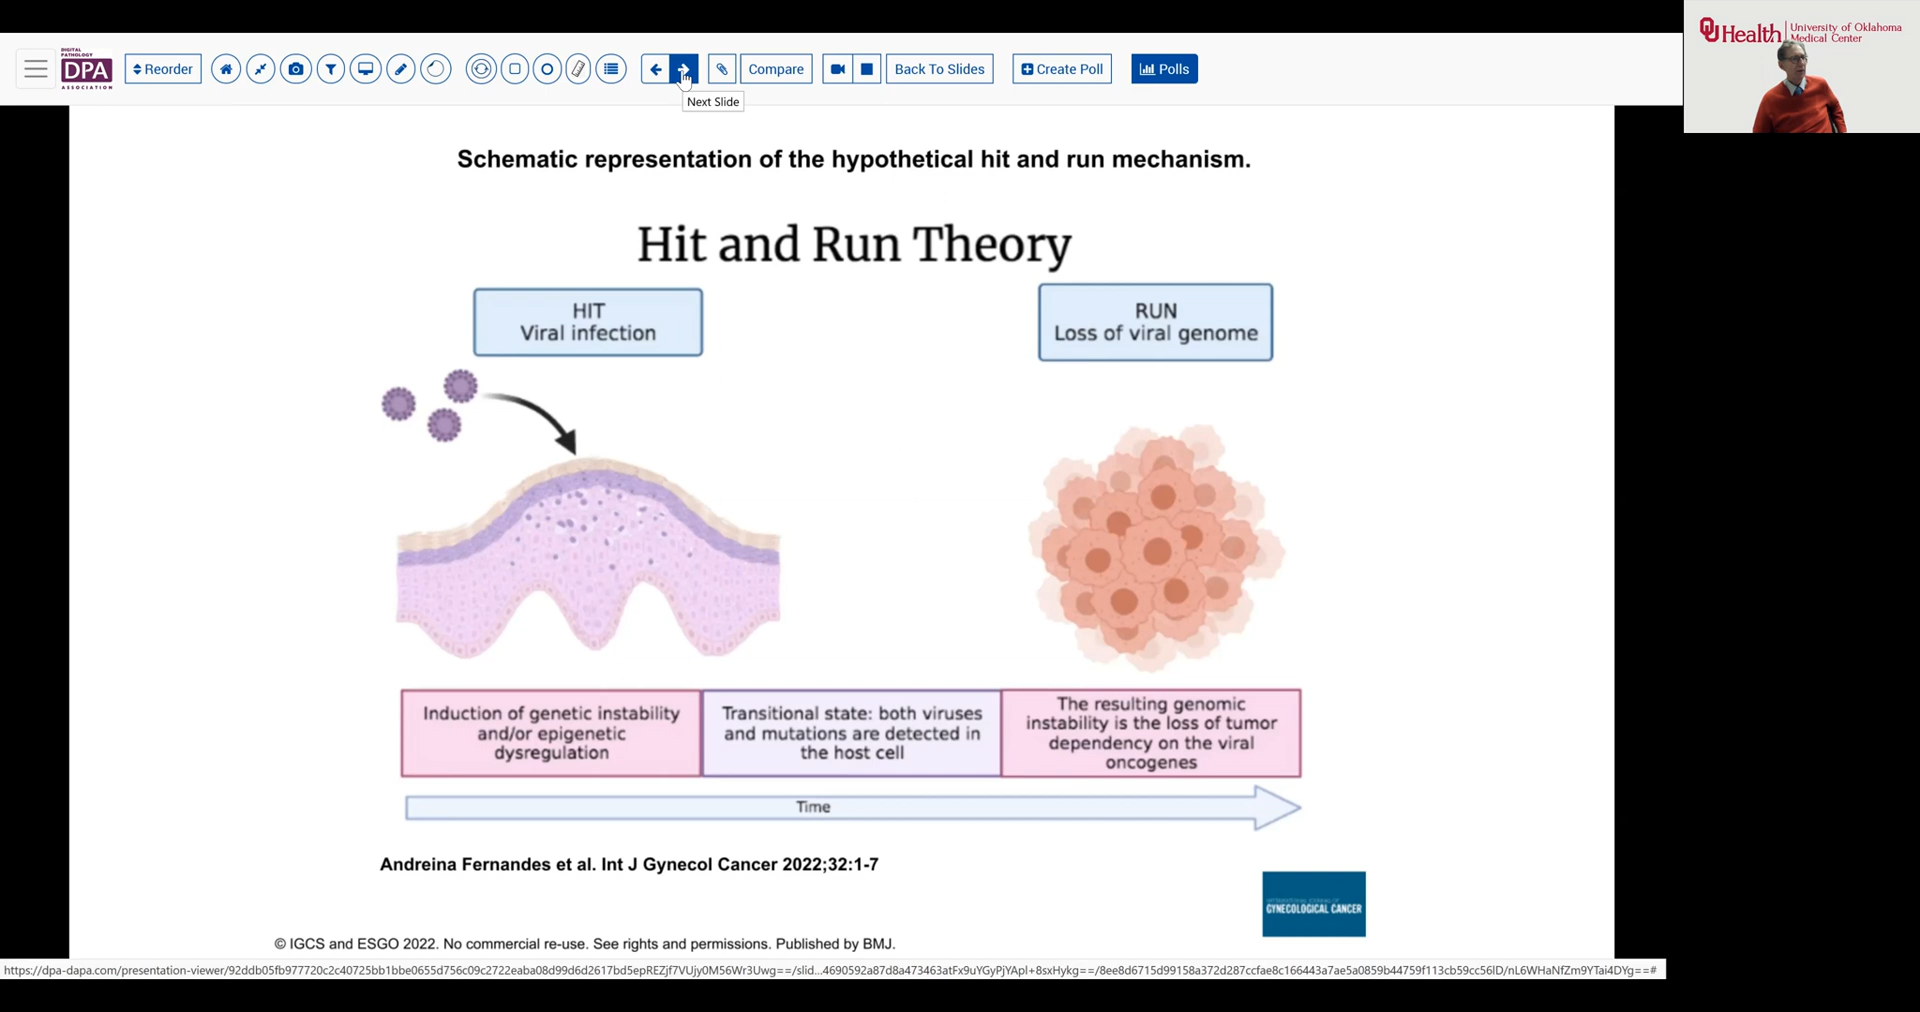 DIGITAL
PATHOLOGY
DPA
ASSOCIATION
Reorder
Compare
Back To Slides
Create Poll
Polls
Next Slide
OU Health
University of Oklahoma
Medical Center
Schematic representation of the hypothetical hit and run mechanism.
Hit and Run Theory
HIT
Viral infection
RUN
Loss of viral genome
Induction of genetic instability
and/or epigenetic
dysregulation
Transitional state: both viruses
and mutations are detected in
the host cell
The resulting genomic
instability is the loss of tumor
dependency on the viral
oncogenes
Time
Andreina Fernandes et al. Int J Gynecol Cancer 2022;32:1-7
GYNECOLOGICAL CANCER
© IGCS and ESGO 2022. No commercial re-use. See rights and permissions. Published by BMJ.